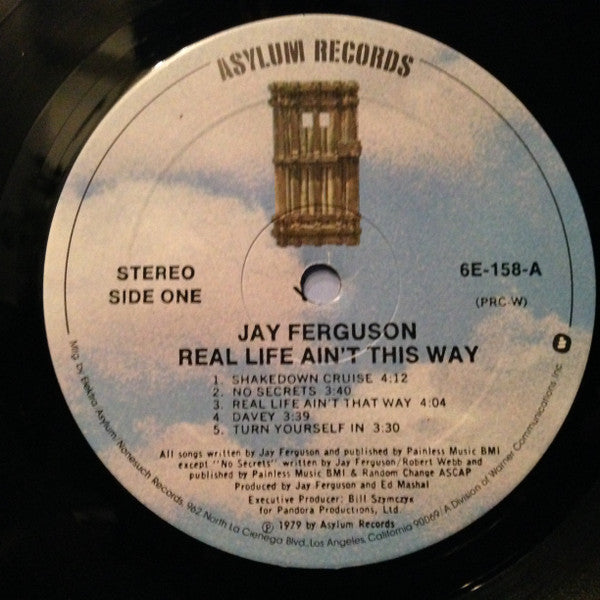 ASYLUM RECORDS
STEREO
SIDE ONE
6E-158-A
(PRC-W)
JAY FERGUSON
REAL LIFE AIN'T THIS WAY
1. SHAKEDOWN CRUISE 4:12
2. NO SECRETS 3:40
3. REAL LIFE AIN'T THAT WAY 4:04
4. DAVEY 3:39
5. TURN YOURSELF IN 3:30
All songs written by Jay Ferguson and published by Painless Music BMI
except "No Secrets" written by Jay Ferguson/Robert Webb and
published by Painless Music BMI & Random Change ASCAP
Produced by Jay Ferguson and Ed Mashal
Executive Producer: Bill Szymczyk
for Pandora Productions, Ltd.
℗ 1979 by Asylum Records
Mfg. by Elektra/Asylum/Nonesuch Records, 962 North La Cienega Blvd., Los Angeles, California 90069/A Division of Warner Communications Inc.